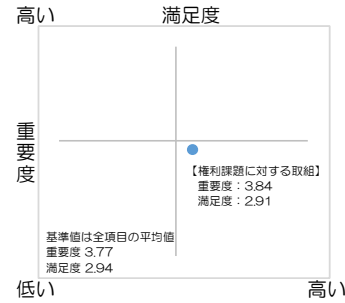 高い 満足度
重要度
【権利課題に対する取組】
重要度：3.84
満足度：2.91
基準値は全項目の平均値
重要度 3.77
満足度 2.94
低い 高い